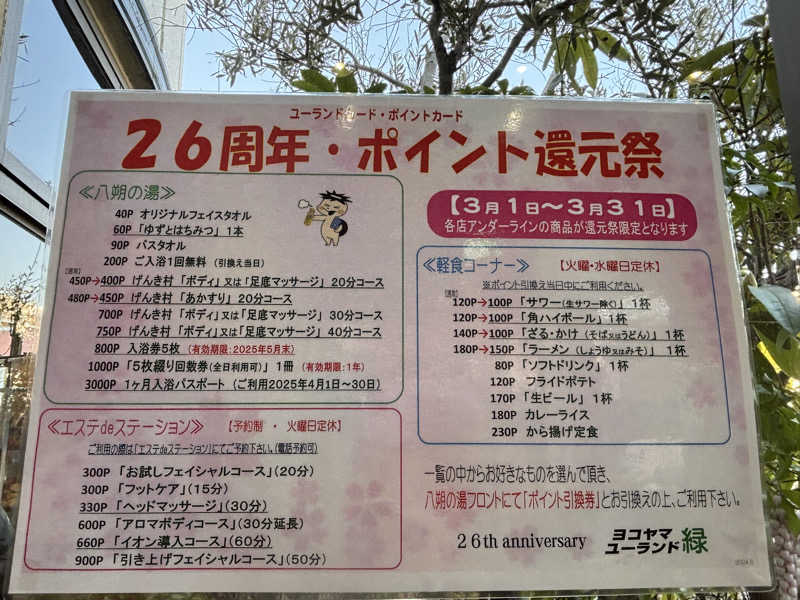 ユーランドカード・ポイントカード
26周年・ポイント還元祭
≪八朔の湯≫
40P オリジナルフェイスタオル
60P 「ゆずとはちみつ」1本
90P バスタオル
200P ご入浴1回無料 (引換え当日)
【通常】
450P→400P げんき村「ボディ」又は「足底マッサージ」20分コース
480P→450P げんき村「あかすり」20分コース
700P げんき村「ボディ」又は「足底マッサージ」30分コース
750P げんき村「ボディ」又は「足底マッサージ」40分コース
800P 入浴券5枚 (有効期限:2025年5月末)
1000P 「5枚綴り回数券(全日利用可)」1冊 (有効期限:1年)
3000P 1ヶ月入浴パスポート (ご利用2025年4月1日~30日)
≪エステdeステーション≫ 【予約制 ・ 火曜日定休】
ご利用の際は「エステdeステーション」にてご予約下さい。(電話予約可)
300P 「お試しフェイシャルコース」(20分)
300P 「フットケア」(15分)
330P 「ヘッドマッサージ」(30分)
600P 「アロマボディコース」(30分延長)
660P 「イオン導入コース」(60分)
900P 「引き上げフェイシャルコース」(50分)
【3月1日~3月31日】
各店アンダーラインの商品が還元祭限定となります
≪軽食コーナー≫ 【火曜・水曜日定休】
※ポイント引換え当日中にご利用ください。
【通常】
120P→100P 「サワー(生サワー除く)」1杯
120P→100P 「角ハイボール」1杯
140P→100P 「ざる・かけ (そば又はうどん)」1杯
180P→150P 「ラーメン (しょうゆ又はみそ)」1杯
80P 「ソフトドリンク」1杯
120P フライドポテト
170P 「生ビール」1杯
180P カレーライス
230P から揚げ定食
一覧の中からお好きなものを選んで頂き、
八朔の湯フロントにて「ポイント引換券」とお引換えの上、ご利用下さい。
26th anniversary
ヨコヤマ
ユーランド緑